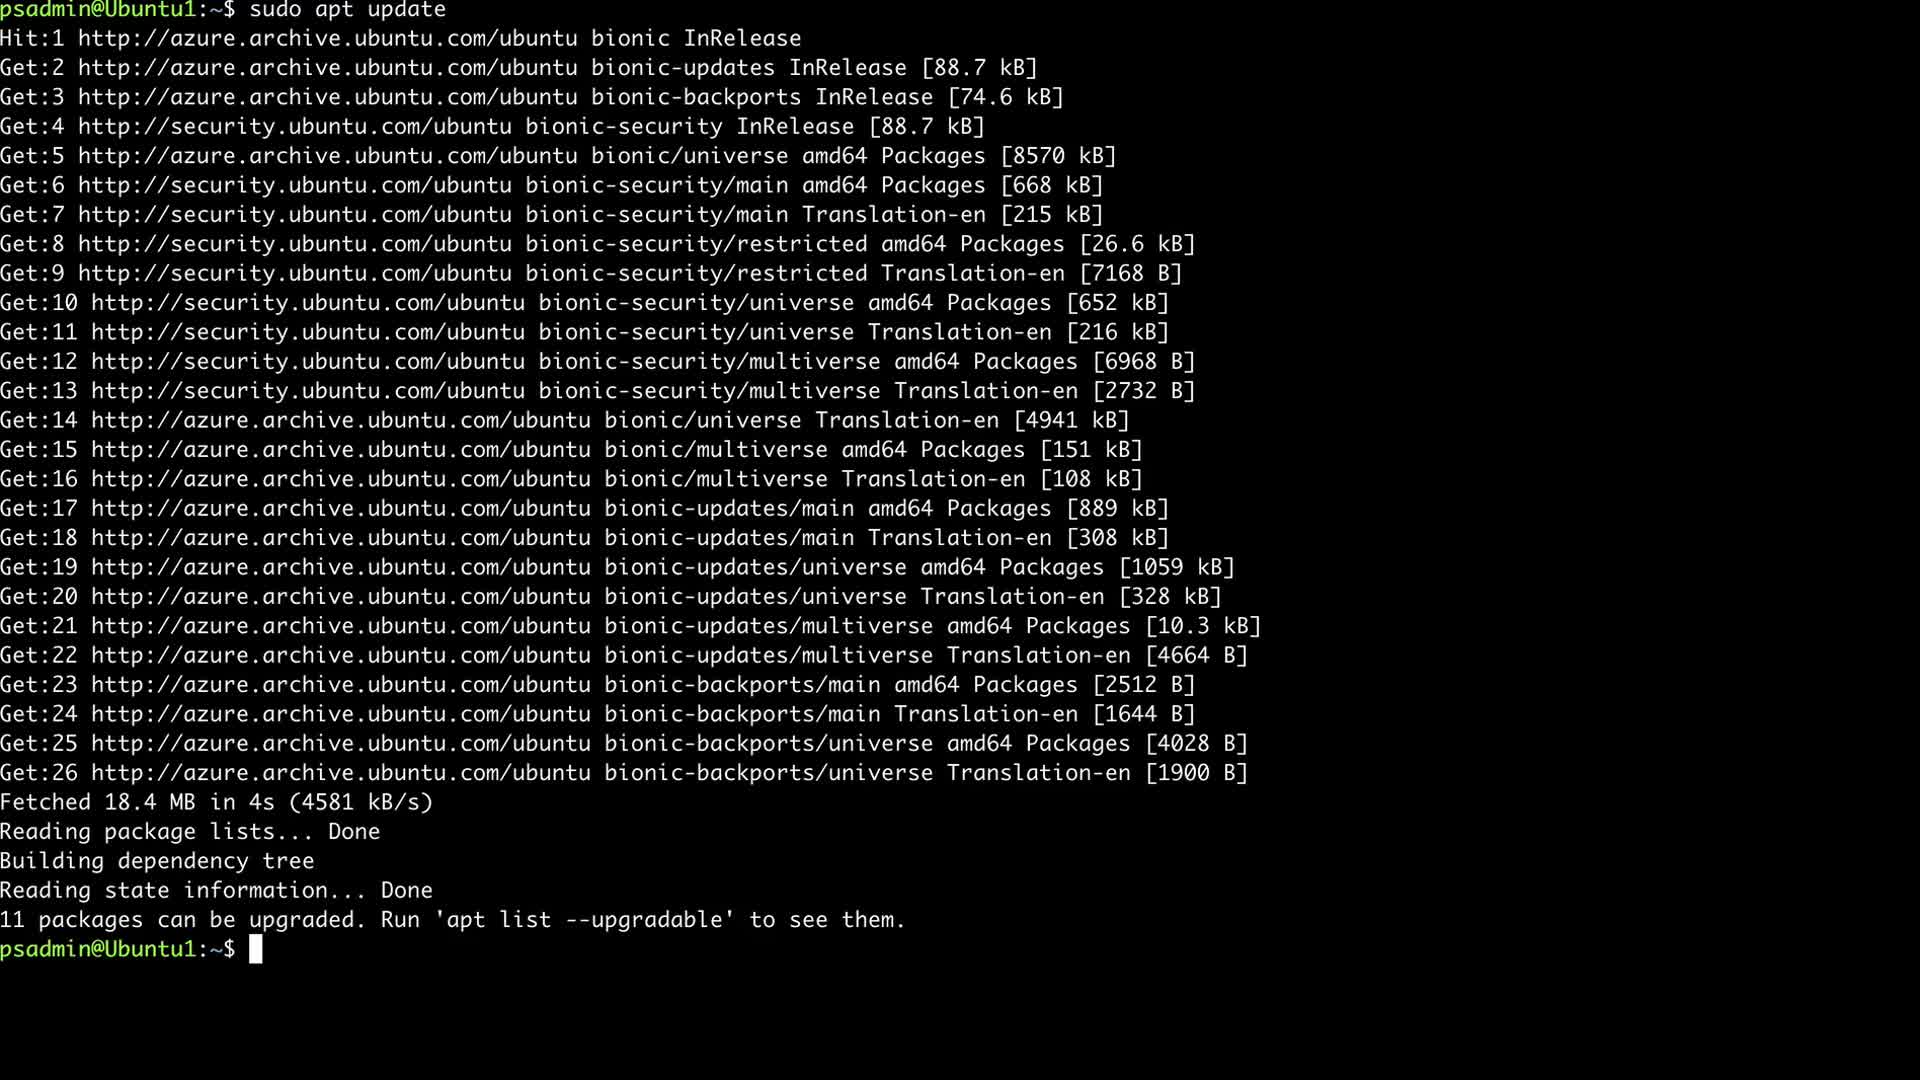 psadmin@Ubuntu1:~$ sudo apt update
Hit:1 http://azure.archive.ubuntu.com/ubuntu bionic InRelease
Get:2 http://azure.archive.ubuntu.com/ubuntu bionic-updates InRelease [88.7 kB]
Get:3 http://azure.archive.ubuntu.com/ubuntu bionic-backports InRelease [74.6 kB]
Get:4 http://security.ubuntu.com/ubuntu bionic-security InRelease [88.7 kB]
Get:5 http://azure.archive.ubuntu.com/ubuntu bionic/universe amd64 Packages [8570 kB]
Get:6 http://security.ubuntu.com/ubuntu bionic-security/main amd64 Packages [668 kB]
Get:7 http://security.ubuntu.com/ubuntu bionic-security/main Translation-en [215 kB]
Get:8 http://security.ubuntu.com/ubuntu bionic-security/restricted amd64 Packages [26.6 kB]
Get:9 http://security.ubuntu.com/ubuntu bionic-security/restricted Translation-en [7168 B]
Get:10 http://security.ubuntu.com/ubuntu bionic-security/universe amd64 Packages [652 kB]
Get:11 http://security.ubuntu.com/ubuntu bionic-security/universe Translation-en [216 kB]
Get:12 http://security.ubuntu.com/ubuntu bionic-security/multiverse amd64 Packages [6968 B]
Get:13 http://security.ubuntu.com/ubuntu bionic-security/multiverse Translation-en [2732 B]
Get:14 http://azure.archive.ubuntu.com/ubuntu bionic/universe Translation-en [4941 kB]
Get:15 http://azure.archive.ubuntu.com/ubuntu bionic/multiverse amd64 Packages [151 kB]
Get:16 http://azure.archive.ubuntu.com/ubuntu bionic/multiverse Translation-en [108 kB]
Get:17 http://azure.archive.ubuntu.com/ubuntu bionic-updates/main amd64 Packages [889 kB]
Get:18 http://azure.archive.ubuntu.com/ubuntu bionic-updates/main Translation-en [308 kB]
Get:19 http://azure.archive.ubuntu.com/ubuntu bionic-updates/universe amd64 Packages [1059 kB]
Get:20 http://azure.archive.ubuntu.com/ubuntu bionic-updates/universe Translation-en [328 kB]
Get:21 http://azure.archive.ubuntu.com/ubuntu bionic-updates/multiverse amd64 Packages [10.3 kB]
Get:22 http://azure.archive.ubuntu.com/ubuntu bionic-updates/multiverse Translation-en [4664 B]
Get:23 http://azure.archive.ubuntu.com/ubuntu bionic-backports/main amd64 Packages [2512 B]
Get:24 http://azure.archive.ubuntu.com/ubuntu bionic-backports/main Translation-en [1644 B]
Get:25 http://azure.archive.ubuntu.com/ubuntu bionic-backports/universe amd64 Packages [4028 B]
Get:26 http://azure.archive.ubuntu.com/ubuntu bionic-backports/universe Translation-en [1900 B]
Fetched 18.4 MB in 4s (4581 kB/s)
Reading package lists... Done
Building dependency tree
Reading state information... Done
11 packages can be upgraded. Run 'apt list --upgradable' to see them.
psadmin@Ubuntu1:~$